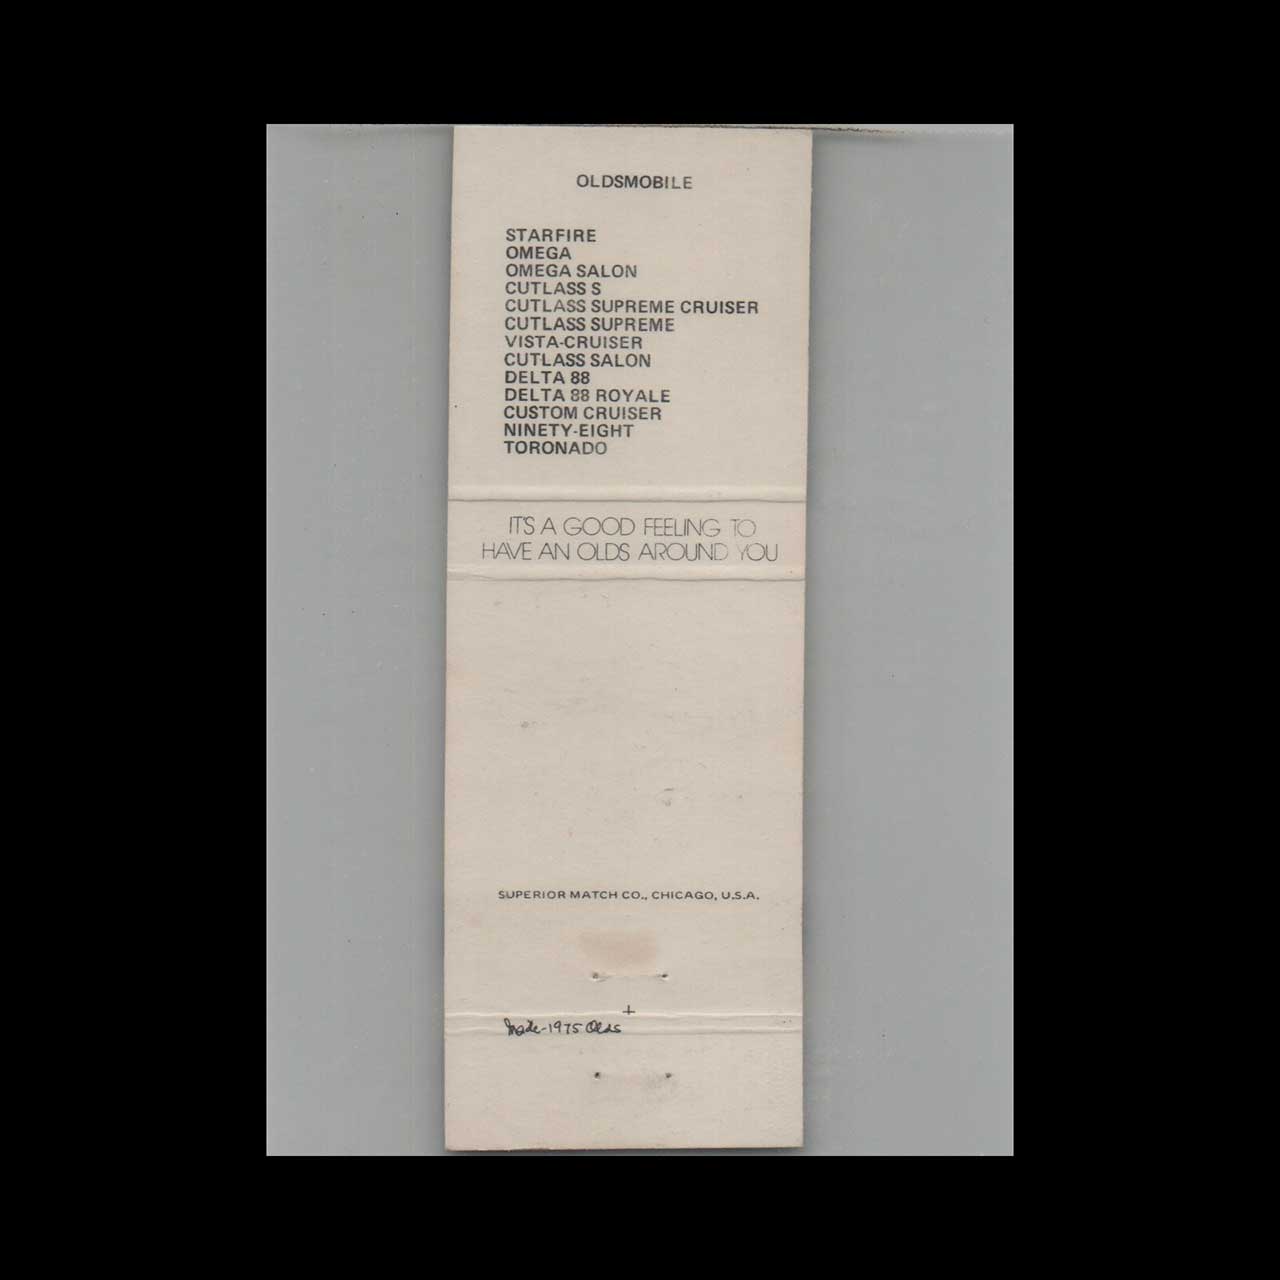 OLDSMOBILE
STARFIRE
OMEGA
OMEGA SALON
CUTLASS S
CUTLASS SUPREME CRUISER
CUTLASS SUPREME
VISTA-CRUISER
CUTLASS SALON
DELTA 88
DELTA 88 ROYALE
CUSTOM CRUISER
NINETY-EIGHT
TORONADO
IT'S A GOOD FEELING TO
HAVE AN OLDS AROUND YOU
SUPERIOR MATCH CO., CHICAGO, U.S.A.
-1975 Olds